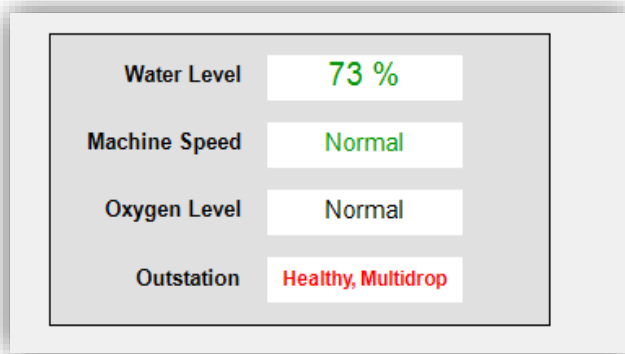 Water Level 73 %
Machine Speed Normal
Oxygen Level Normal
Outstation Healthy, Multidrop